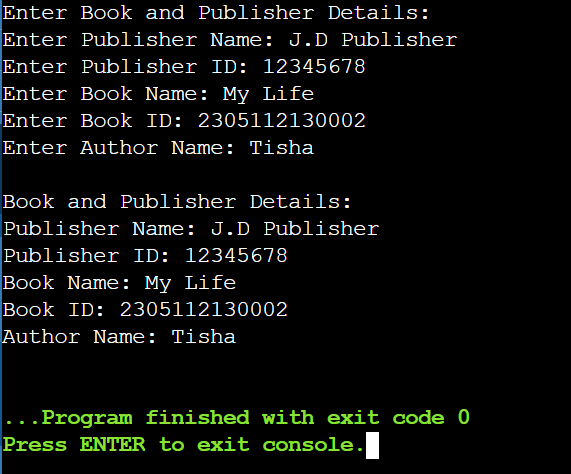 Enter Book and Publisher Details:
Enter Publisher Name: J.D Publisher
Enter Publisher ID: 12345678
Enter Book Name: My Life
Enter Book ID: 2305112130002
Enter Author Name: Tisha

Book and Publisher Details:
Publisher Name: J.D Publisher
Publisher ID: 12345678
Book Name: My Life
Book ID: 2305112130002
Author Name: Tisha

...Program finished with exit code 0
Press ENTER to exit console.